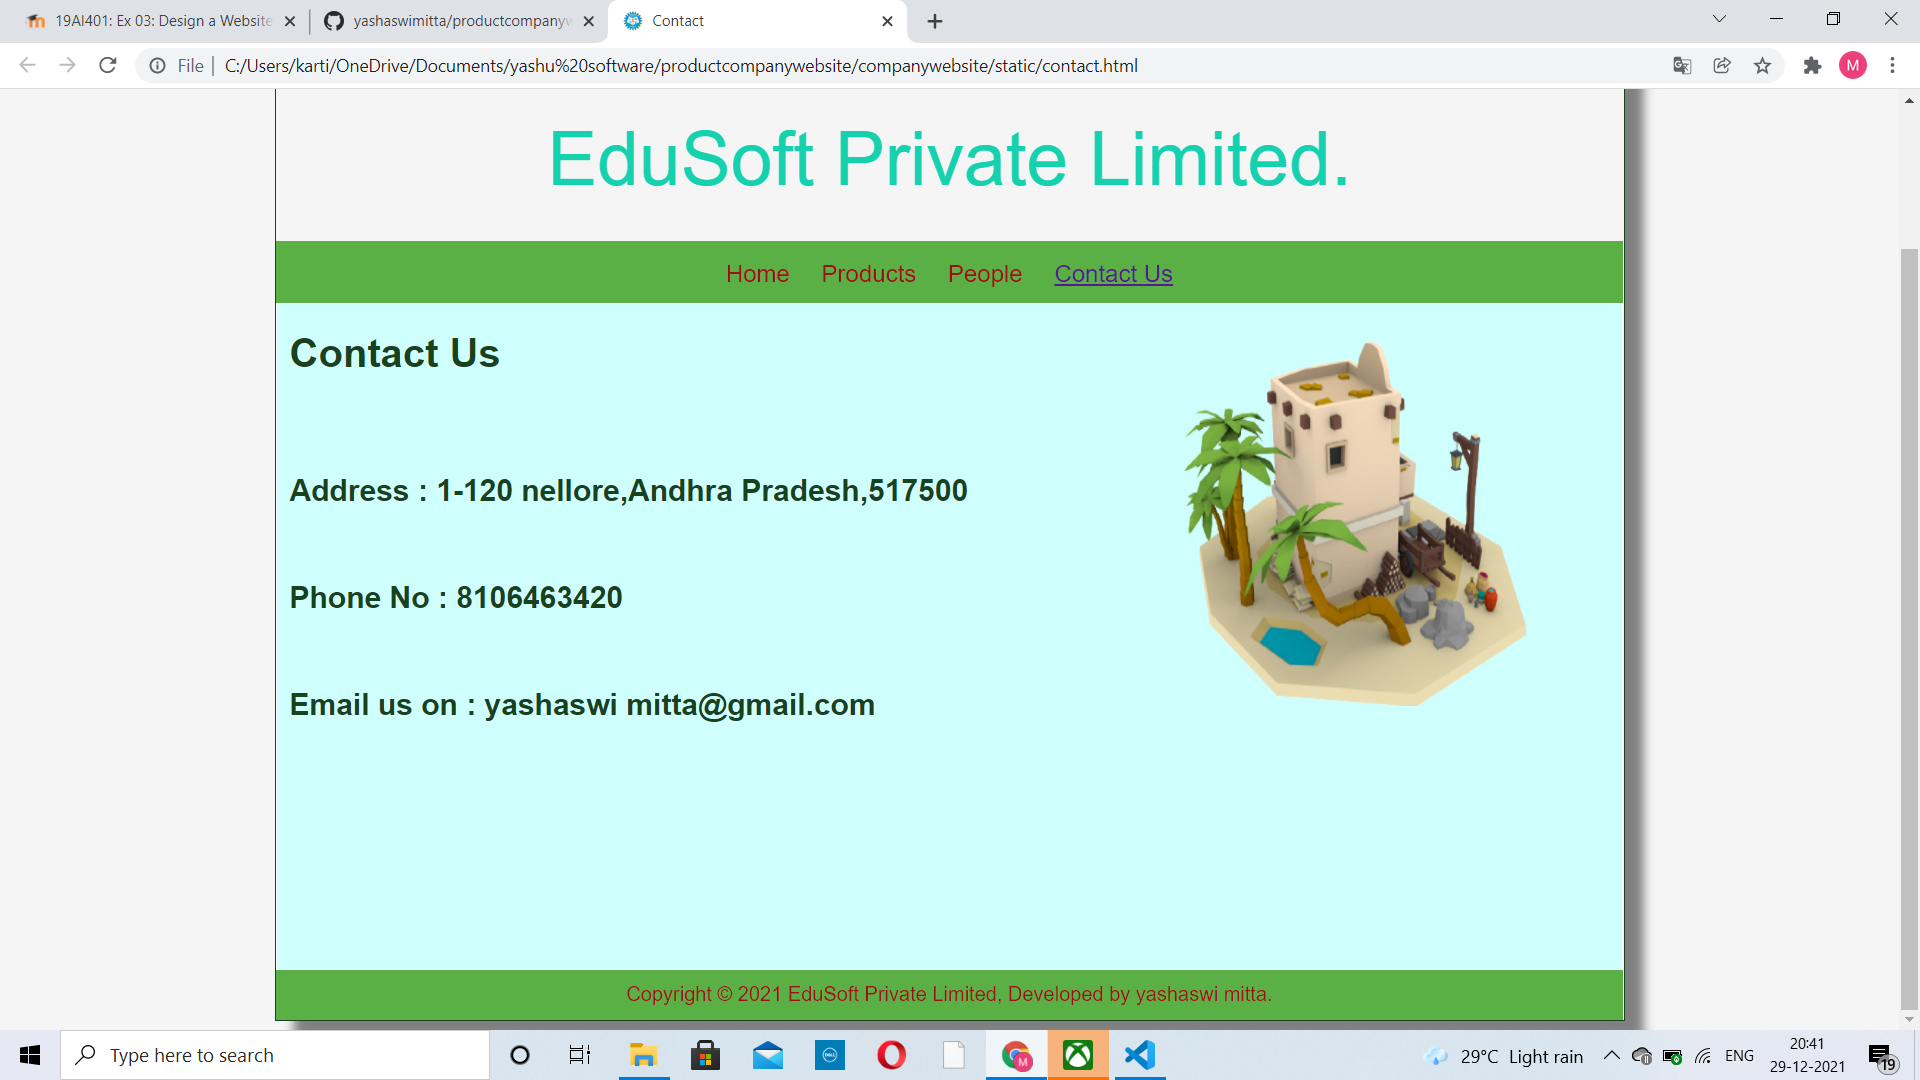 19AI401: Ex 03: Design a Website
yashaswimitta/productcompanyw
Contact
File
C:/Users/karti/OneDrive/Documents/yashu%20software/productcompanywebsite/companywebsite/static/contact.html
M
EduSoft Private Limited.
Home Products People Contact Us
Contact Us
Address : 1-120 nellore,Andhra Pradesh,517500
Phone No : 8106463420
Email us on : yashaswi mitta@gmail.com
Copyright © 2021 EduSoft Private Limited, Developed by yashaswi mitta.
Type here to search
DELL
M
29°C Light rain
ENG
20:41
29-12-2021
19